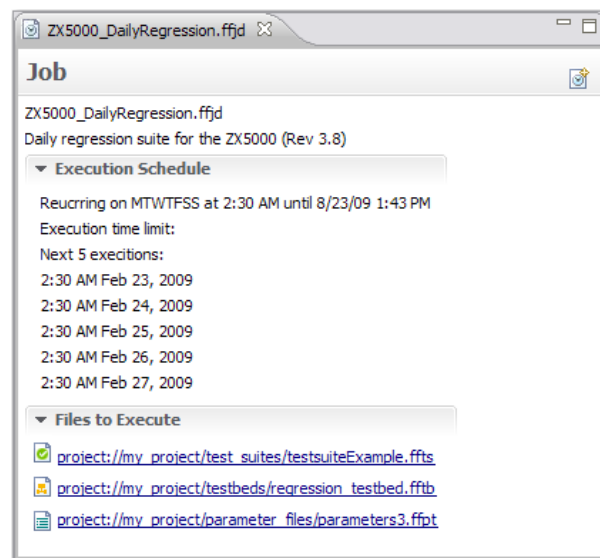 ZX5000_DailyRegression.ffjd
Job
ZX5000_DailyRegression.ffjd
Daily regression suite for the ZX5000 (Rev 3.8)
Execution Schedule
Reucrring on MTWTFSS at 2:30 AM until 8/23/09 1:43 PM
Execution time limit:
Next 5 execitions:
2:30 AM Feb 23, 2009
2:30 AM Feb 24, 2009
2:30 AM Feb 25, 2009
2:30 AM Feb 26, 2009
2:30 AM Feb 27, 2009
Files to Execute
project://my_project/test_suites/testsuiteExample.ffts
project://my_project/testbeds/regression_testbed.fftb
project://my_project/parameter_files/parameters3.ffpt